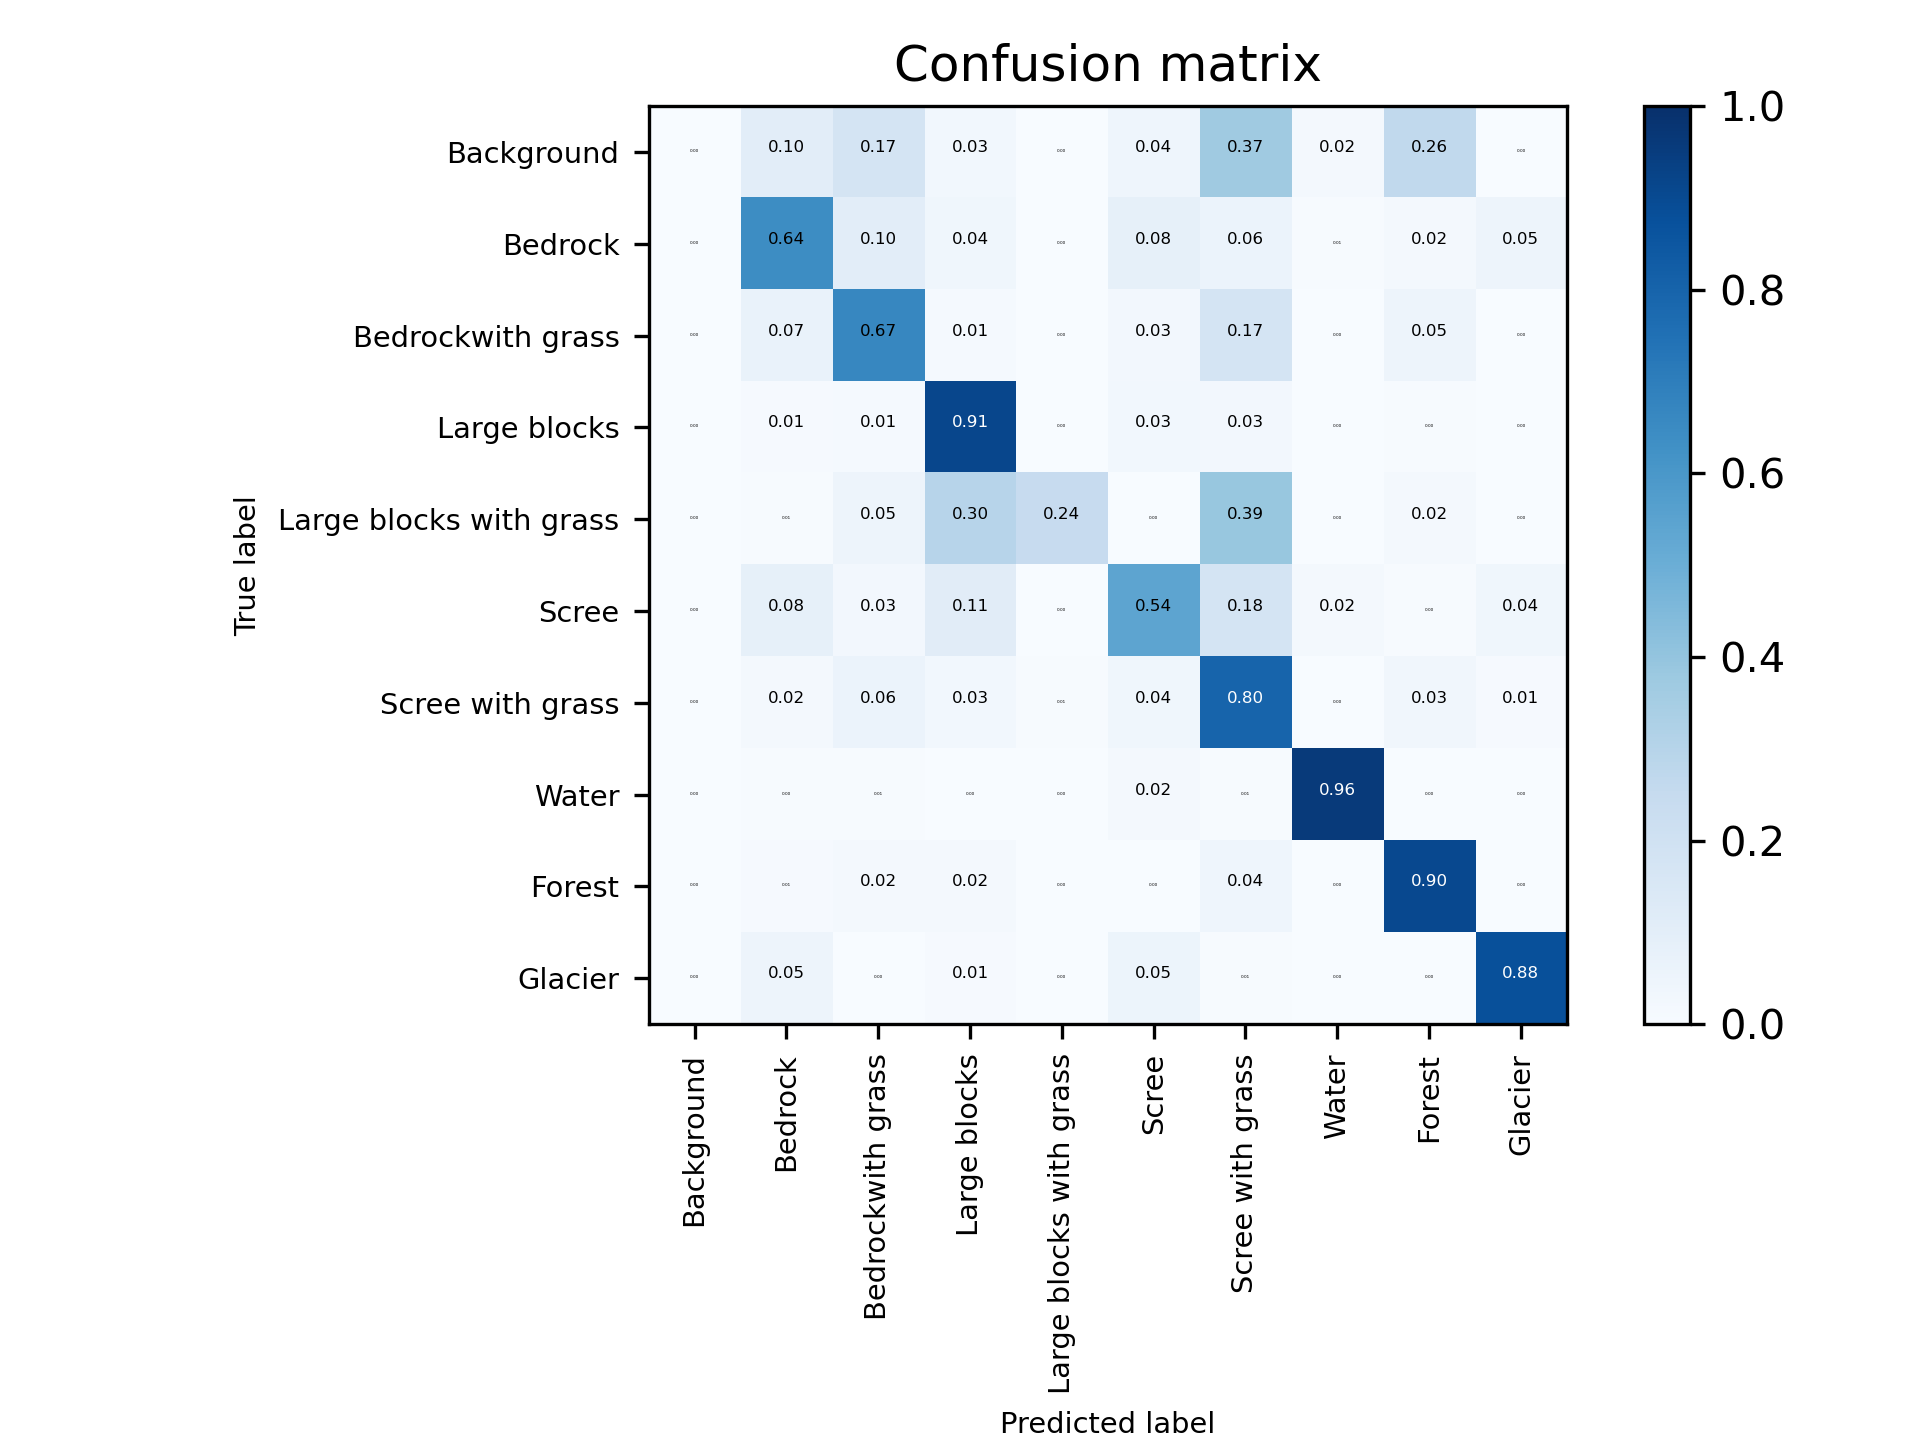 Confusion matrix
Background 0.10 0.17 0.03 0.04 0.37 0.02 0.26
Bedrock 0.64 0.10 0.04 0.08 0.06 0.02 0.05
Bedrockwith grass 0.07 0.67 0.01 0.03 0.17 0.05
Large blocks 0.01 0.01 0.91 0.03 0.03
Large blocks with grass 0.05 0.30 0.24 0.39 0.02
Scree 0.08 0.03 0.11 0.54 0.18 0.02 0.04
Scree with grass 0.02 0.06 0.03 0.04 0.80 0.03 0.01
Water 0.02 0.96
Forest 0.02 0.02 0.04 0.90
Glacier 0.05 0.01 0.05 0.88
True label
Background
Bedrock
Bedrockwith grass
Large blocks
Large blocks with grass
Scree
Scree with grass
Water
Forest
Glacier
Predicted label
1.0
0.8
0.6
0.4
0.2
0.0